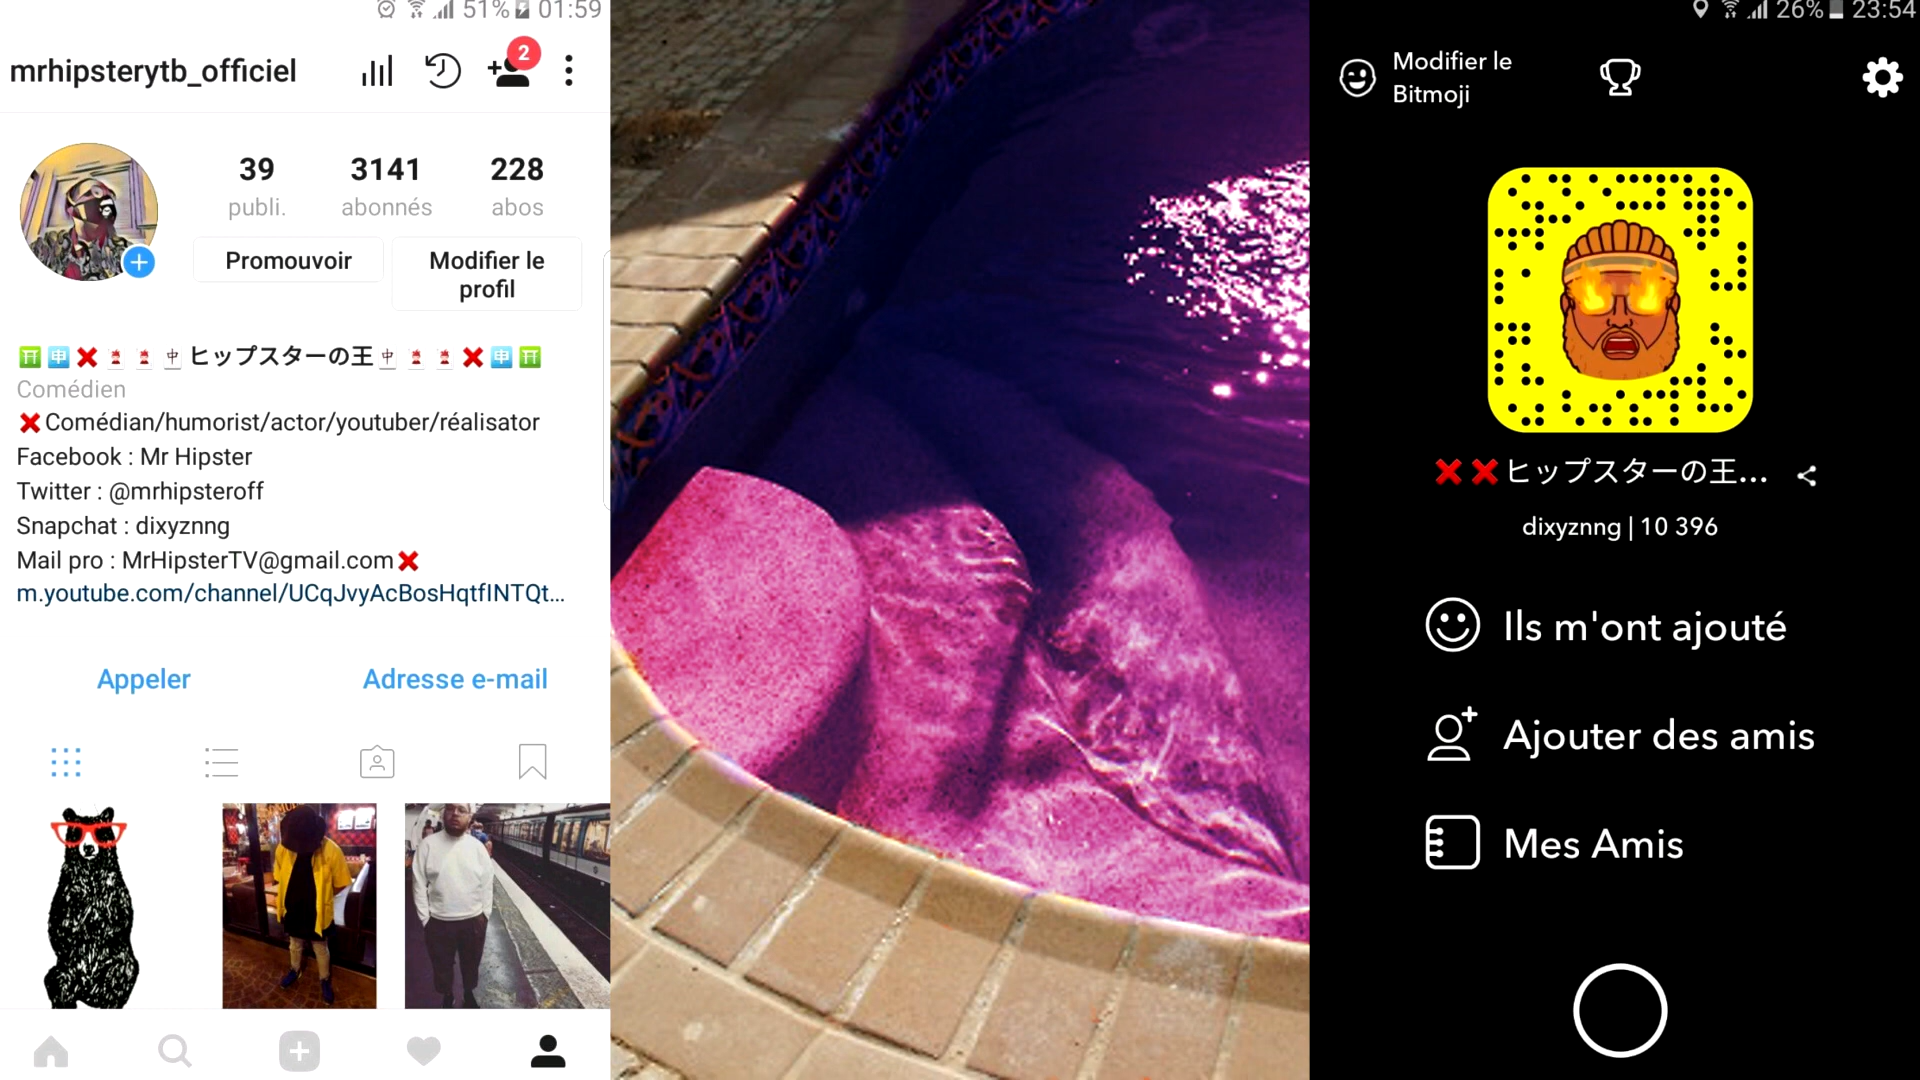 51% 01:59
mrhipsterytb_officiel
2
39 3141 228
publi. abonnés abos
Promouvoir
Modifier le
profil
⛩️🈸❌🀄🀄🀄ヒップスターの王🀄🀄🀄❌🈸⛩️
Comédien
❌Comédian/humorist/actor/youtuber/réalisator
Facebook : Mr Hipster
Twitter : @mrhipsteroff
Snapchat : dixyznng
Mail pro : MrHipsterTV@gmail.com❌
m.youtube.com/channel/UCqJvyAcBosHqtfINTQt...
Appeler Adresse e-mail
26% 23:54
Modifier le
Bitmoji
❌❌ヒップスターの王...
dixyznng | 10 396
Ils m'ont ajouté
Ajouter des amis
Mes Amis